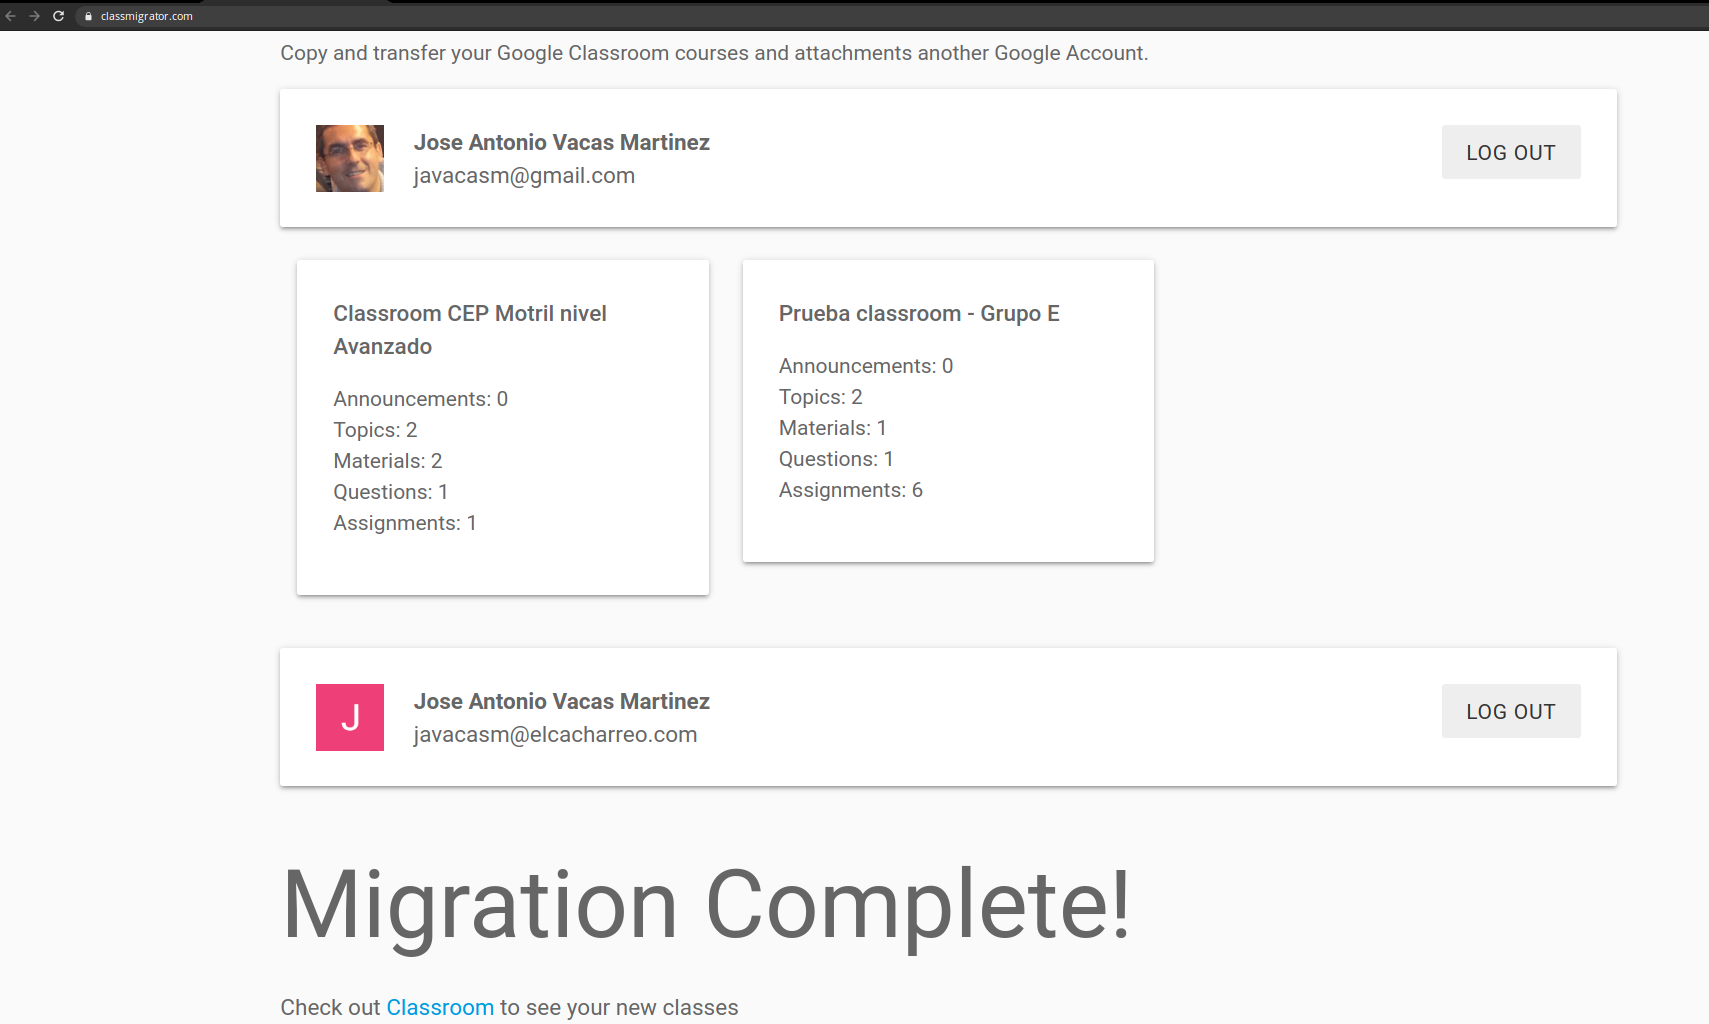 classmigrator.com
Copy and transfer your Google Classroom courses and attachments another Google Account.
Jose Antonio Vacas Martinez
javacasm@gmail.com
LOG OUT
Classroom CEP Motril nivel
Avanzado
Announcements: 0
Topics: 2
Materials: 2
Questions: 1
Assignments: 1
Prueba classroom - Grupo E
Announcements: 0
Topics: 2
Materials: 1
Questions: 1
Assignments: 6
J
Jose Antonio Vacas Martinez
javacasm@elcacharreo.com
LOG OUT
Migration Complete!
Check out Classroom to see your new classes